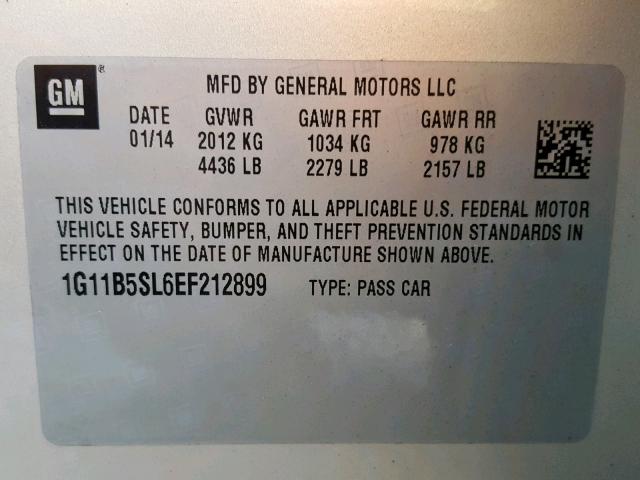 GM®
MFD BY GENERAL MOTORS LLC
DATE GVWR GAWR FRT GAWR RR
01/14 2012 KG 1034 KG 978 KG
4436 LB 2279 LB 2157 LB
THIS VEHICLE CONFORMS TO ALL APPLICABLE U.S. FEDERAL MOTOR
VEHICLE SAFETY, BUMPER, AND THEFT PREVENTION STANDARDS IN
EFFECT ON THE DATE OF MANUFACTURE SHOWN ABOVE.
1G11B5SL6EF212899 TYPE: PASS CAR